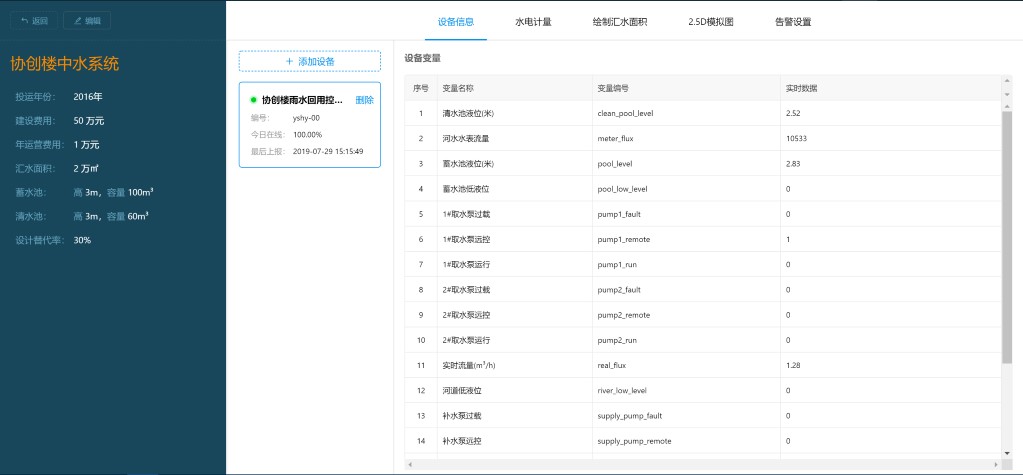 返回 编辑
协创楼中水系统
投运年份： 2016年
建设费用： 50 万元
年运营费用： 1 万元
汇水面积： 2 万㎡
蓄水池： 高 3m，容量 100m³
清水池： 高 3m，容量 60m³
设计替代率： 30%
设备信息 水电计量 绘制汇水面积 2.5D模拟图 告警设置
＋ 添加设备
协创楼雨水回用控... 删除
编号： yshy-00
今日在线： 100.00%
最后上报： 2019-07-29 15:15:49
设备变量
序号 变量名称 变量编号 实时数据
1 清水池液位(米) clean_pool_level 2.52
2 河水水表流量 meter_flux 10533
3 蓄水池液位(米) pool_level 2.83
4 蓄水池低液位 pool_low_level 0
5 1#取水泵过载 pump1_fault 0
6 1#取水泵远控 pump1_remote 1
7 1#取水泵运行 pump1_run 0
8 2#取水泵过载 pump2_fault 0
9 2#取水泵远控 pump2_remote 0
10 2#取水泵运行 pump2_run 0
11 实时流量(m³/h) real_flux 1.28
12 河道低液位 river_low_level 0
13 补水泵过载 supply_pump_fault 0
14 补水泵远控 supply_pump_remote 0